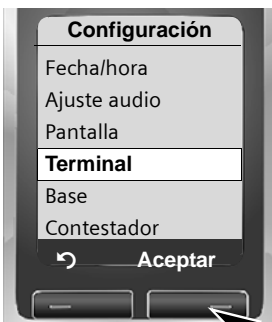 Configuración
Fecha/hora
Ajuste audio
Pantalla
Terminal
Base
Contestador
Aceptar